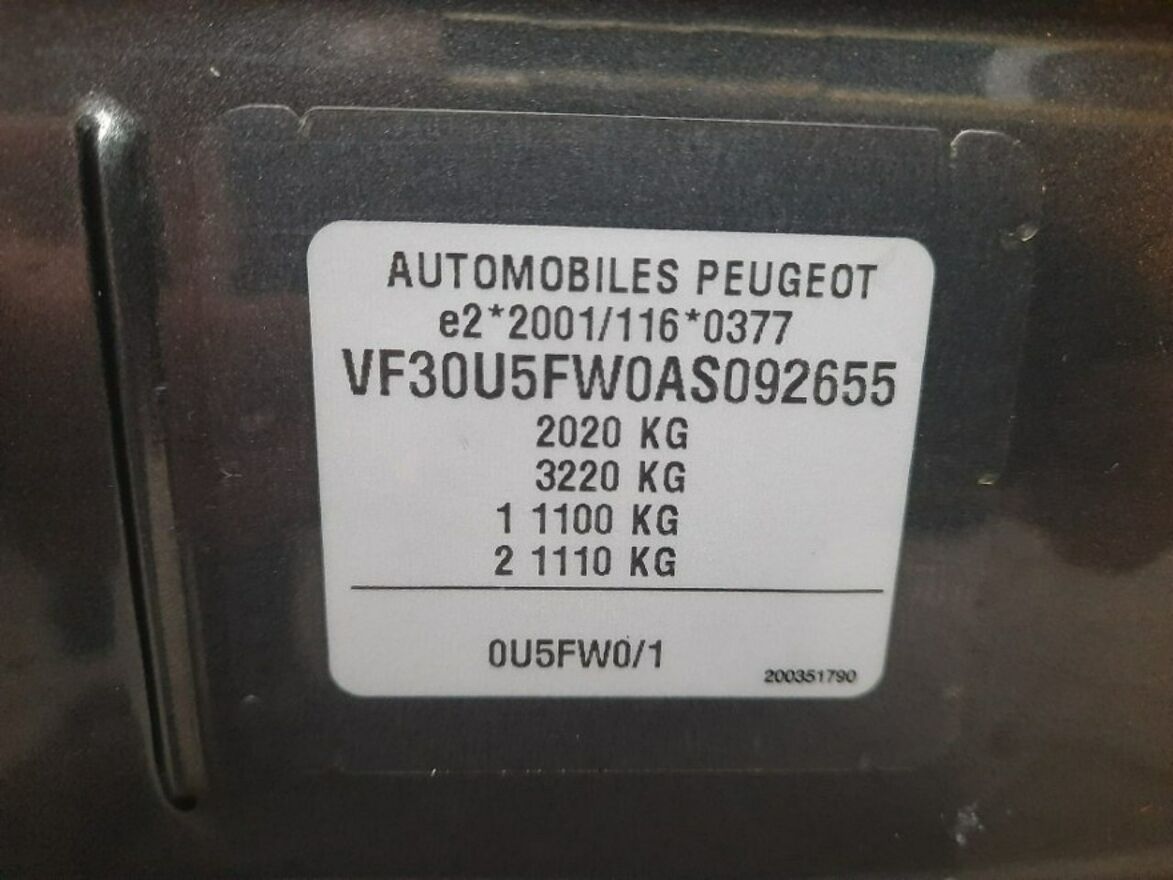 AUTOMOBILES PEUGEOT
e2*2001/116*0377
VF30U5FW0AS092655
2020 KG
3220 KG
1 1100 KG
2 1110 KG
0U5FW0/1
200351790